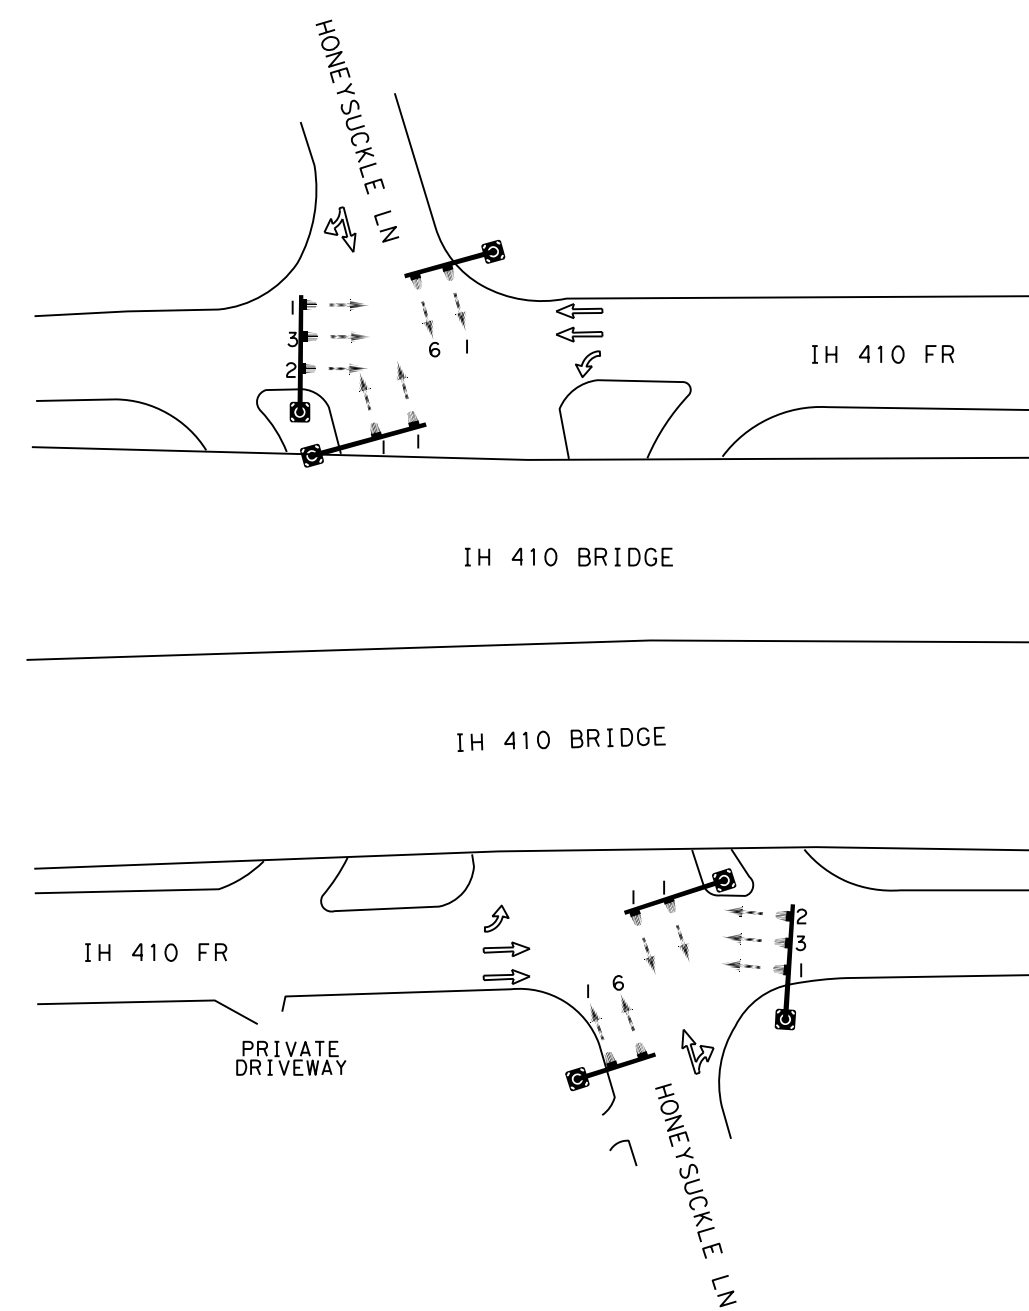 HONEYSUCKLE LN
1
3
2
6 1
1 1
IH 410 FR
IH 410 BRIDGE
IH 410 BRIDGE
1 1
2
3
1
IH 410 FR
1 6
PRIVATE
DRIVEWAY
HONEYSUCKLE LN